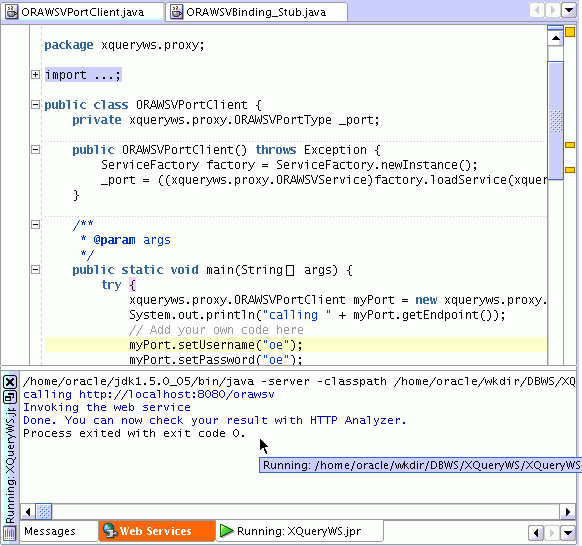 ORAWSVPortClient.java ORAWSVBinding_Stub.java
package xqueryws.proxy;
import ...;
public class ORAWSVPortClient {
private xqueryws.proxy.ORAWSVPortType _port;
public ORAWSVPortClient() throws Exception {
ServiceFactory factory = ServiceFactory.newInstance();
_port = ((xqueryws.proxy.ORAWSVService)factory.loadService(xquer
}
/**
* @param args
*/
public static void main(String[] args) {
try {
xqueryws.proxy.ORAWSVPortClient myPort = new xqueryws.proxy.
System.out.println("calling " + myPort.getEndpoint());
// Add your own code here
myPort.setUsername("oe");
myPort.setPassword("oe");
Running: XQueryWS.jp
/home/oracle/jdk1.5.0_05/bin/java -server -classpath /home/oracle/wkdir/DBWS/XQ
calling http://localhost:8080/orawsv
Invoking the web service
Done. You can now check your result with HTTP Analyzer.
Process exited with exit code 0.
Running: /home/oracle/wkdir/DBWS/XQueryWS/XQueryWS
Messages Web Services Running: XQueryWS.jpr